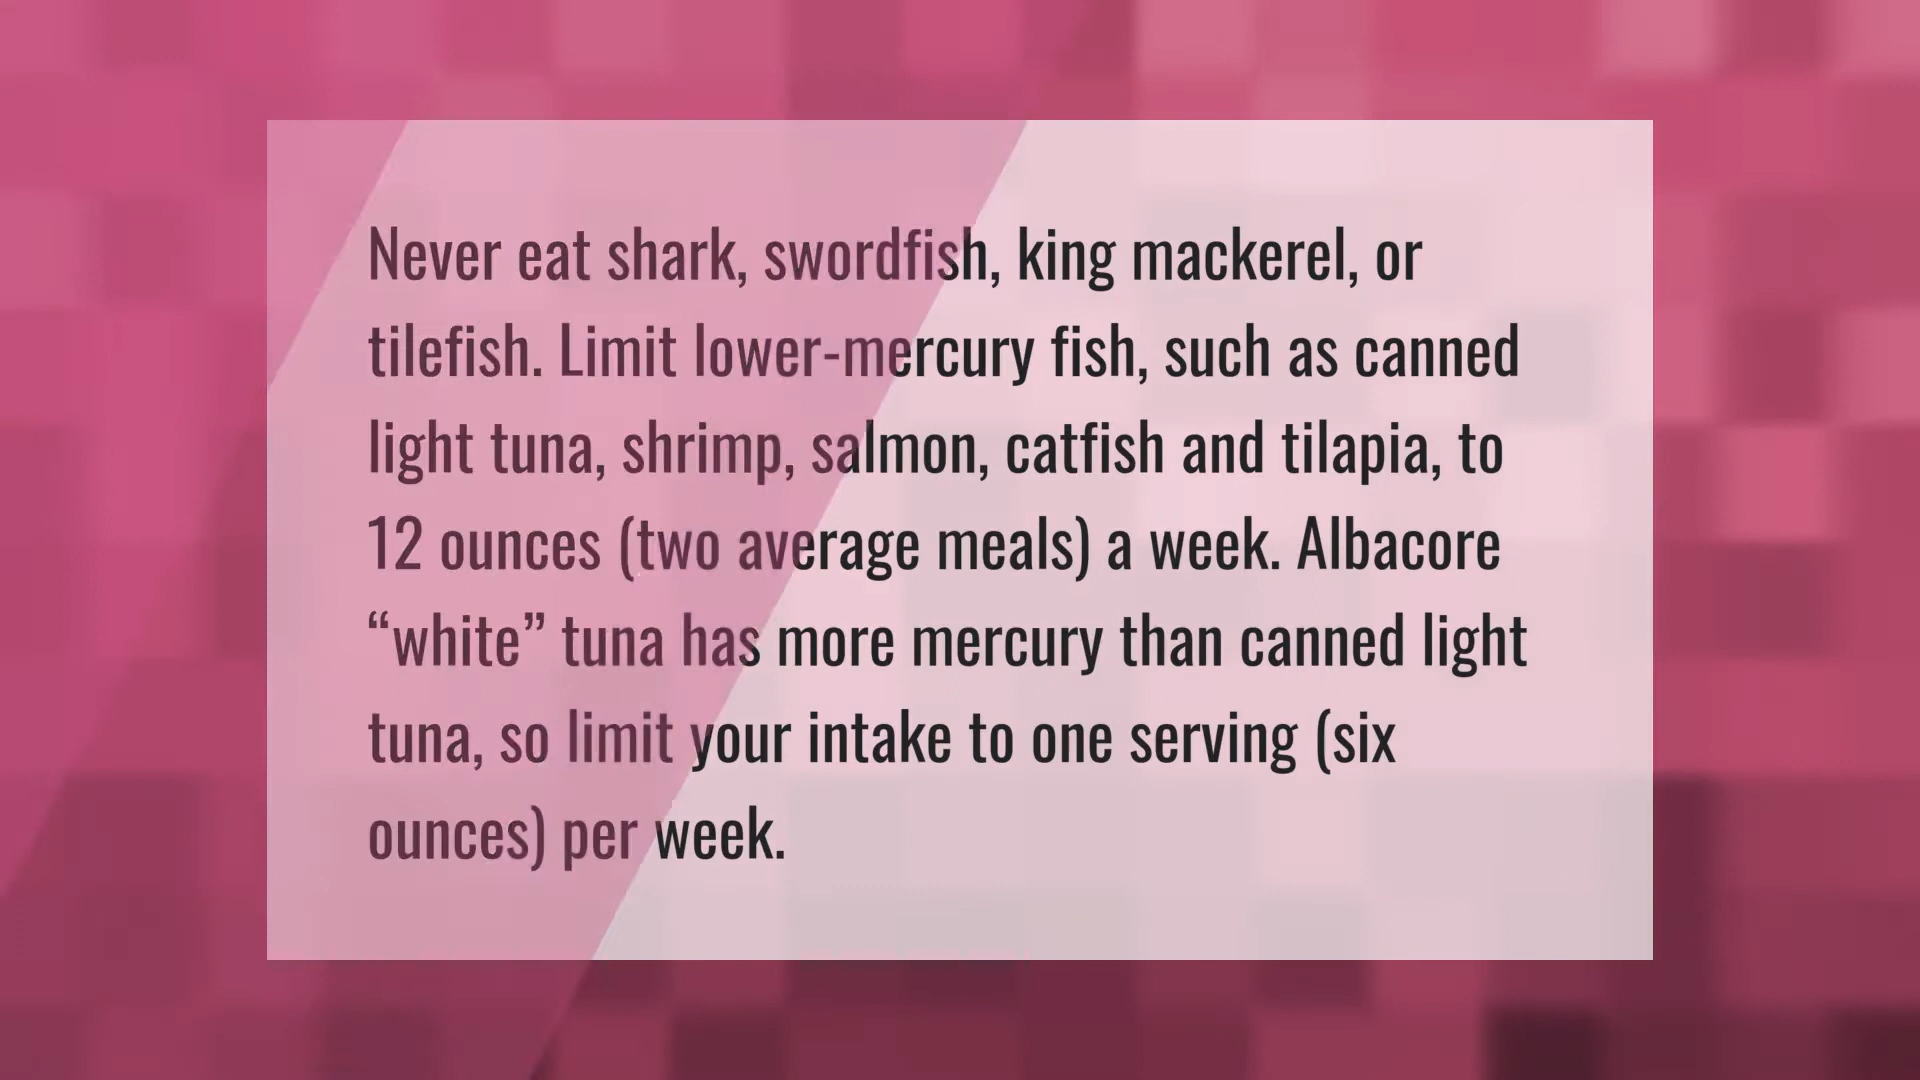 Never eat shark, swordfish, king mackerel, or
tilefish. Limit lower-mercury fish, such as canned
light tuna, shrimp, salmon, catfish and tilapia, to
12 ounces (two average meals) a week. Albacore
“white” tuna has more mercury than canned light
tuna, so limit your intake to one serving (six
ounces) per week.